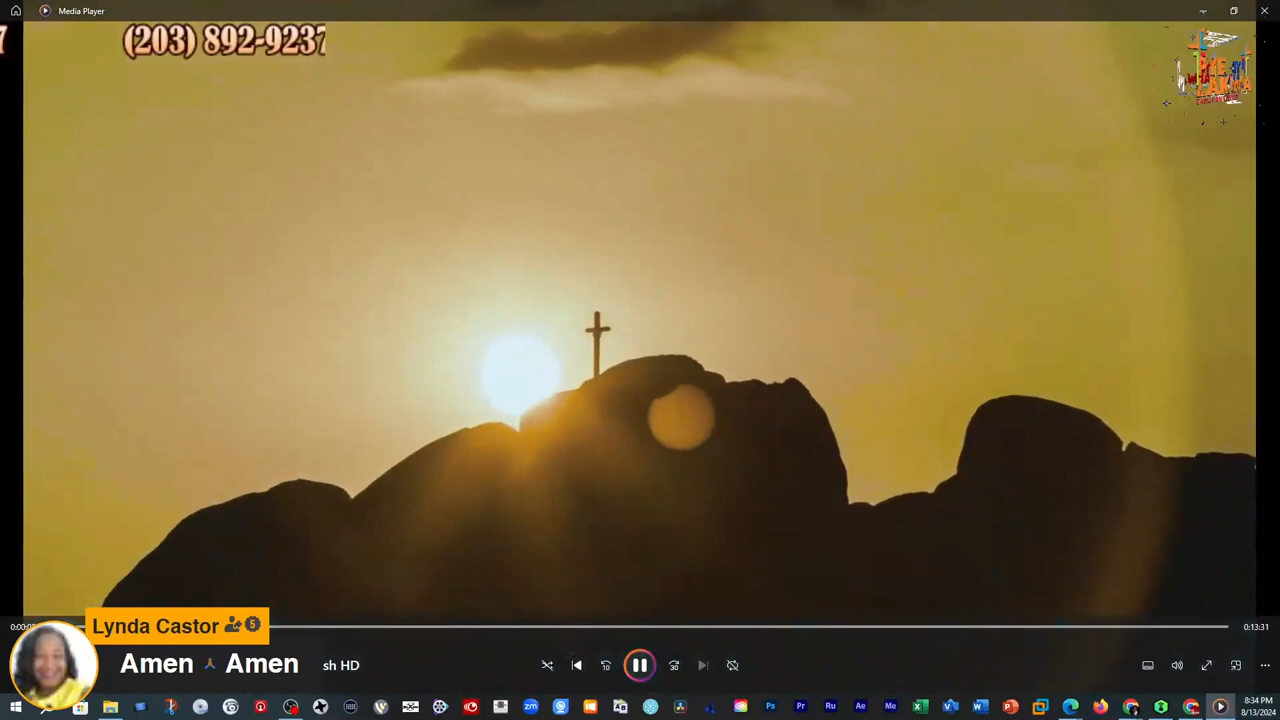 Media Player
(203) 892-9237
0:13:31
Lynda Castor 5
Amen Amen
sh HD
8:34 PM
8/13/2024